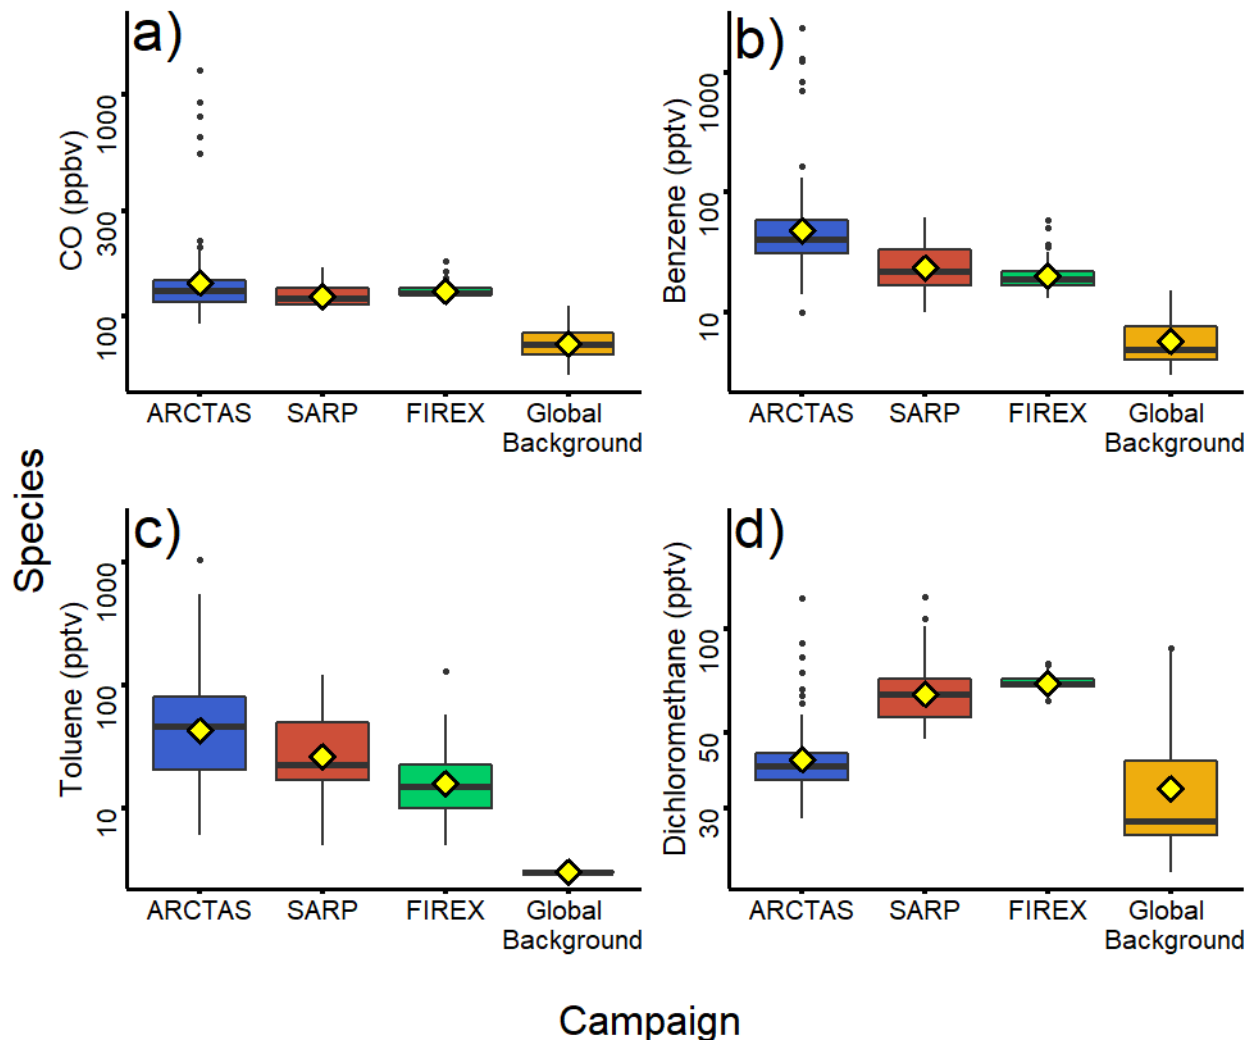 a)
CO (ppbv)
1000
300
100
ARCTAS
SARP
FIREX
Global
Background
b)
Benzene (pptv)
1000
100
10
ARCTAS
SARP
FIREX
Global
Background
Species
c)
Toluene (pptv)
1000
100
10
ARCTAS
SARP
FIREX
Global
Background
d)
Dichloromethane (pptv)
100
50
30
ARCTAS
SARP
FIREX
Global
Background
Campaign